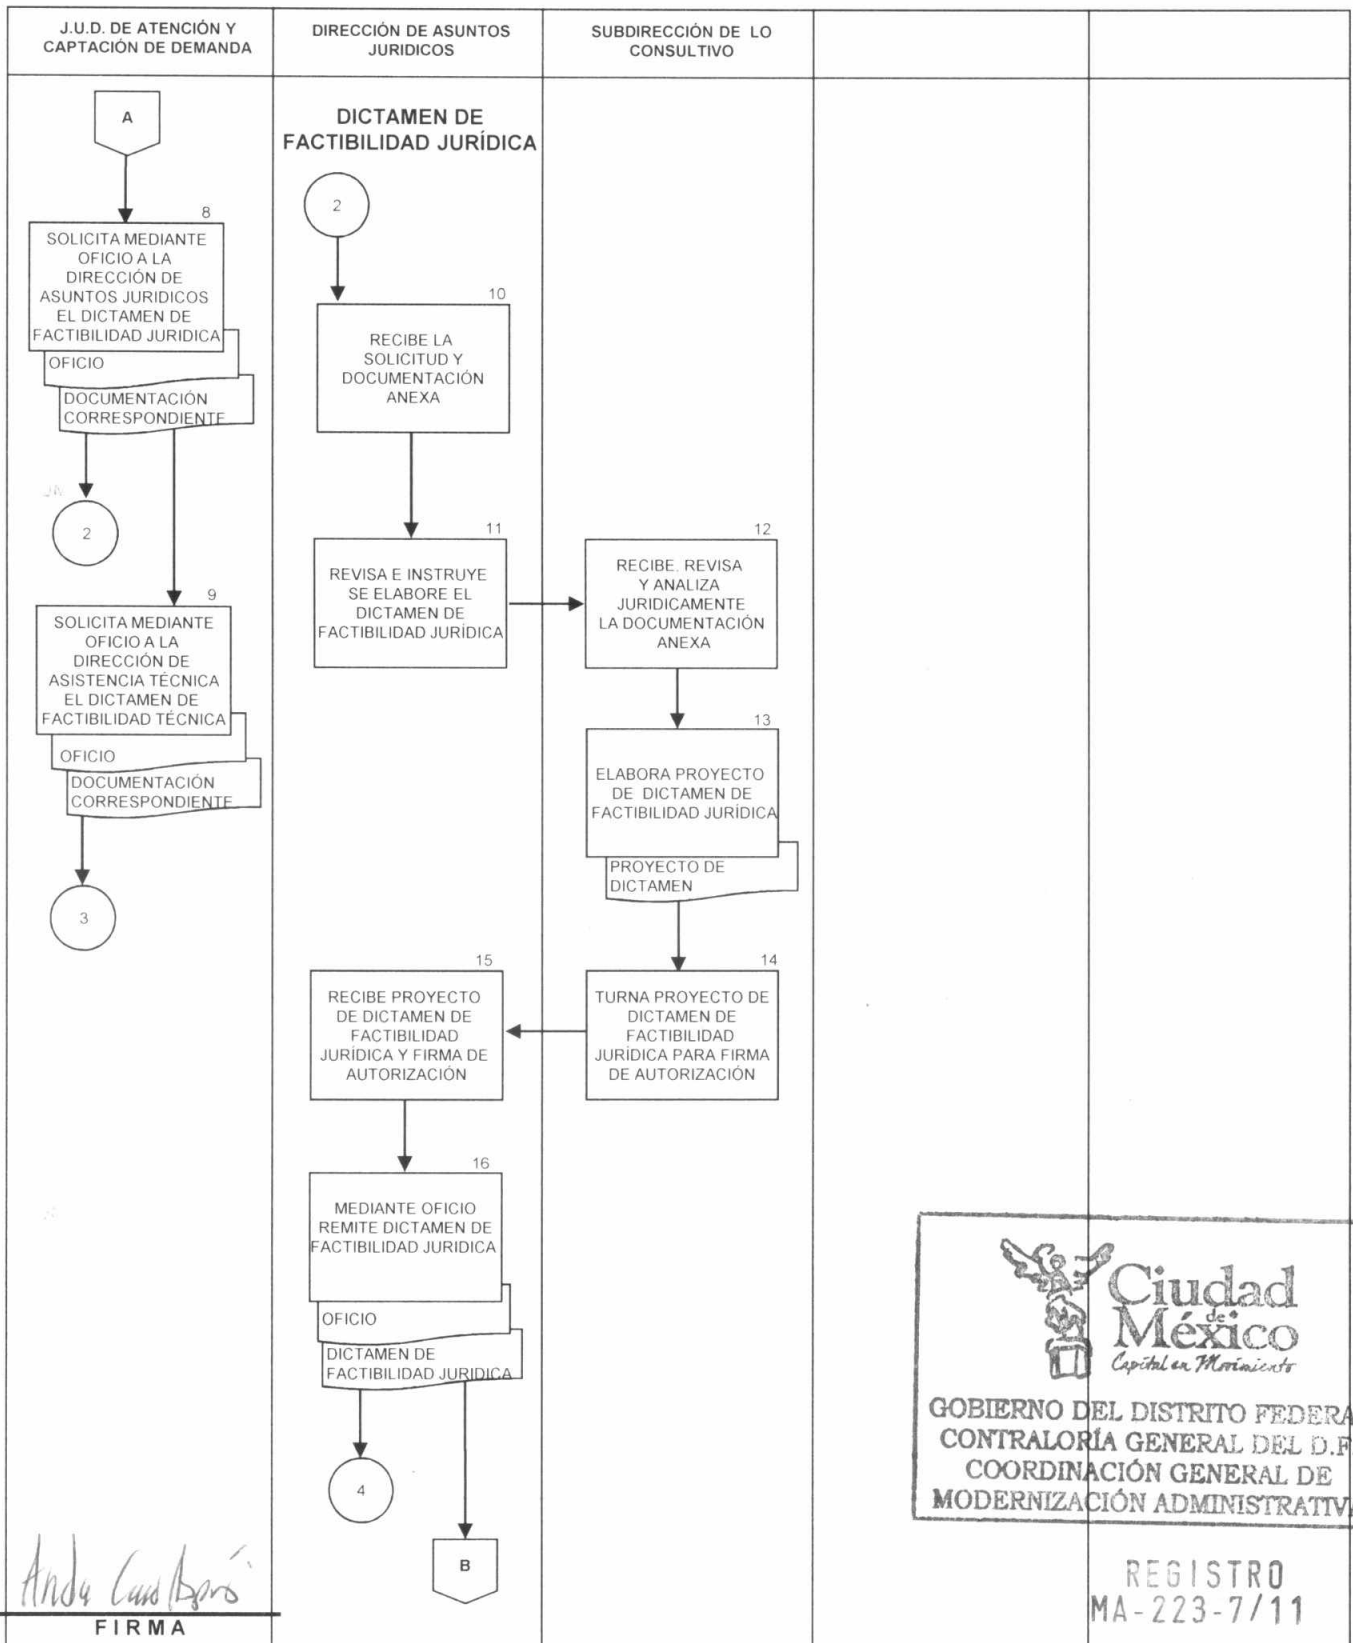 J.U.D. DE ATENCIÓN Y
CAPTACIÓN DE DEMANDA
DIRECCIÓN DE ASUNTOS
JURIDICOS
SUBDIRECCIÓN DE LO
CONSULTIVO
A
8
SOLICITA MEDIANTE
OFICIO A LA
DIRECCIÓN DE
ASUNTOS JURIDICOS
EL DICTAMEN DE
FACTIBILIDAD JURIDICA
OFICIO
DOCUMENTACIÓN
CORRESPONDIENTE
2
9
SOLICITA MEDIANTE
OFICIO A LA
DIRECCIÓN DE
ASISTENCIA TÉCNICA
EL DICTAMEN DE
FACTIBILIDAD TÉCNICA
OFICIO
DOCUMENTACIÓN
CORRESPONDIENTE
3
DICTAMEN DE
FACTIBILIDAD JURÍDICA
2
10
RECIBE LA
SOLICITUD Y
DOCUMENTACIÓN
ANEXA
11
REVISA E INSTRUYE
SE ELABORE EL
DICTAMEN DE
FACTIBILIDAD JURÍDICA
12
RECIBE. REVISA
Y ANALIZA
JURIDICAMENTE
LA DOCUMENTACIÓN
ANEXA
13
ELABORA PROYECTO
DE DICTAMEN DE
FACTIBILIDAD JURÍDICA
PROYECTO DE
DICTAMEN
14
TURNA PROYECTO DE
DICTAMEN DE
FACTIBILIDAD
JURÍDICA PARA FIRMA
DE AUTORIZACIÓN
15
RECIBE PROYECTO
DE DICTAMEN DE
FACTIBILIDAD
JURÍDICA Y FIRMA DE
AUTORIZACIÓN
16
MEDIANTE OFICIO
REMITE DICTAMEN DE
FACTIBILIDAD JURIDICA
OFICIO
DICTAMEN DE
FACTIBILIDAD JURIDICA
4
B
FIRMA
Ciudad
de
México
Capital en Movimiento
GOBIERNO DEL DISTRITO FEDERA
CONTRALORÍA GENERAL DEL D.F
COORDINACIÓN GENERAL DE
MODERNIZACIÓN ADMINISTRATIV
REGISTRO
MA-223-7/11